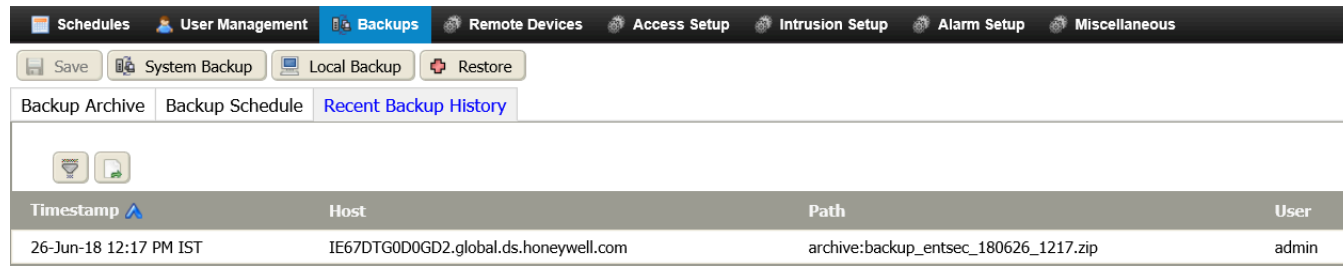 Schedules User Management Backups Remote Devices Access Setup Intrusion Setup Alarm Setup Miscellaneous
Save System Backup Local Backup Restore
Backup Archive Backup Schedule Recent Backup History
Timestamp Host Path User
26-Jun-18 12:17 PM IST IE67DTG0D0GD2.global.ds.honeywell.com archive:backup_entsec_180626_1217.zip admin